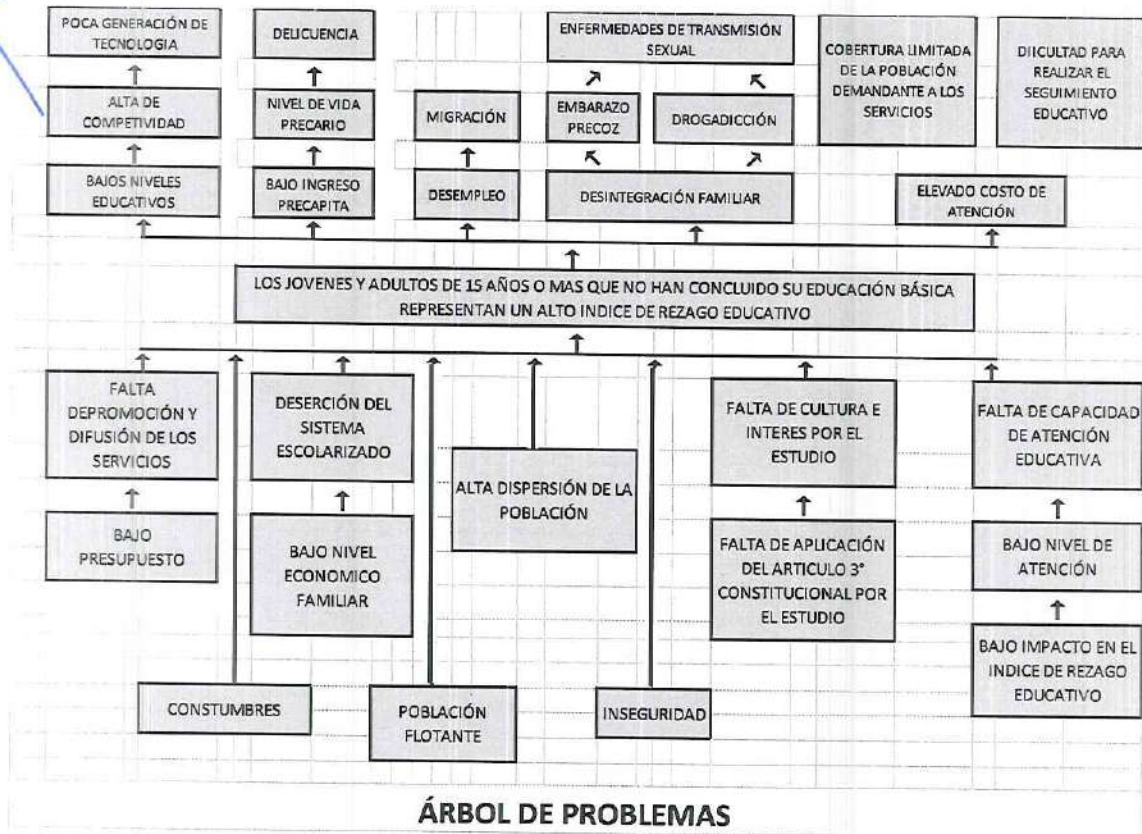 POCA GENERACIÓN DE
TECNOLOGIA
DELICUENCIA
ENFERMEDADES DE TRANSMISIÓN
SEXUAL
COBERTURA LIMITADA
DE LA POBLACIÓN
DEMANDANTE A LOS
SERVICIOS
DIICULTAD PARA
REALIZAR EL
SEGUIMIENTO
EDUCATIVO
ALTA DE
COMPETIVIDAD
NIVEL DE VIDA
PRECARIO
MIGRACIÓN
EMBARAZO
PRECOZ
DROGADICCIÓN
BAJOS NIVELES
EDUCATIVOS
BAJO INGRESO
PRECAPITA
DESEMPLEO
DESINTEGRACIÓN FAMILIAR
ELEVADO COSTO DE
ATENCIÓN
LOS JOVENES Y ADULTOS DE 15 AÑOS O MAS QUE NO HAN CONCLUIDO SU EDUCACIÓN BÁSICA
REPRESENTAN UN ALTO INDICE DE REZAGO EDUCATIVO
FALTA
DEPROMOCIÓN Y
DIFUSIÓN DE LOS
SERVICIOS
DESERCIÓN DEL
SISTEMA
ESCOLARIZADO
ALTA DISPERSIÓN DE LA
POBLACIÓN
FALTA DE CULTURA E
INTERES POR EL
ESTUDIO
FALTA DE CAPACIDAD
DE ATENCIÓN
EDUCATIVA
BAJO
PRESUPUESTO
BAJO NIVEL
ECONOMICO
FAMILIAR
FALTA DE APLICACIÓN
DEL ARTICULO 3°
CONSTITUCIONAL POR
EL ESTUDIO
BAJO NIVEL DE
ATENCIÓN
BAJO IMPACTO EN EL
INDICE DE REZAGO
EDUCATIVO
CONSTUMBRES
POBLACIÓN
FLOTANTE
INSEGURIDAD
ÁRBOL DE PROBLEMAS